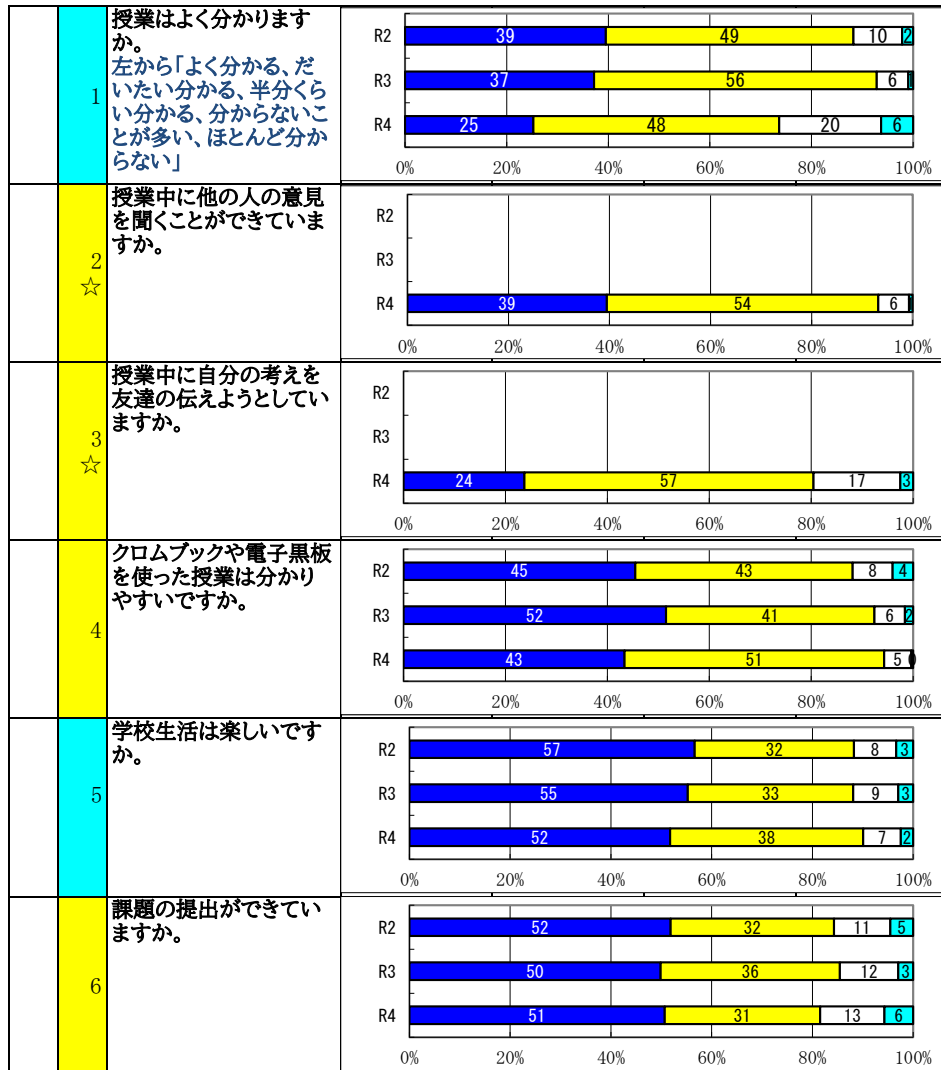 1
授業はよく分かります
か。
左から「よく分かる、だ
いたい分かる、半分くら
い分かる、分からないこ
とが多い、ほとんど分か
らない」
R2 39 49 10 2
R3 37 56 6
R4 25 48 20 6
0% 20% 40% 60% 80% 100%
2
☆
授業中に他の人の意見
を聞くことができていま
すか。
R2
R3
R4 39 54 6
0% 20% 40% 60% 80% 100%
3
☆
授業中に自分の考えを
友達の伝えようとしてい
ますか。
R2
R3
R4 24 57 17 3
0% 20% 40% 60% 80% 100%
4
クロムブックや電子黒板
を使った授業は分かり
やすいですか。
R2 45 43 8 4
R3 52 41 6 2
R4 43 51 5
0% 20% 40% 60% 80% 100%
5
学校生活は楽しいです
か。
R2 57 32 8 3
R3 55 33 9 3
R4 52 38 7 2
0% 20% 40% 60% 80% 100%
6
課題の提出ができてい
ますか。
R2 52 32 11 5
R3 50 36 12 3
R4 51 31 13 6
0% 20% 40% 60% 80% 100%